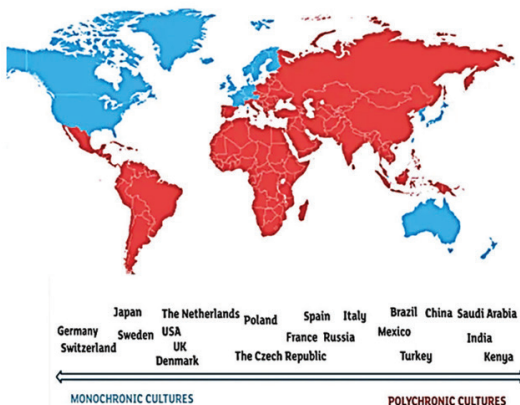 Japan The Netherlands Spain Italy Brazil China Saudi Arabia
Germany Sweden USA Poland France Russia Mexico India
Switzerland UK The Czech Republic Turkey Kenya
Denmark
MONOCHRONIC CULTURES POLYCHRONIC CULTURES